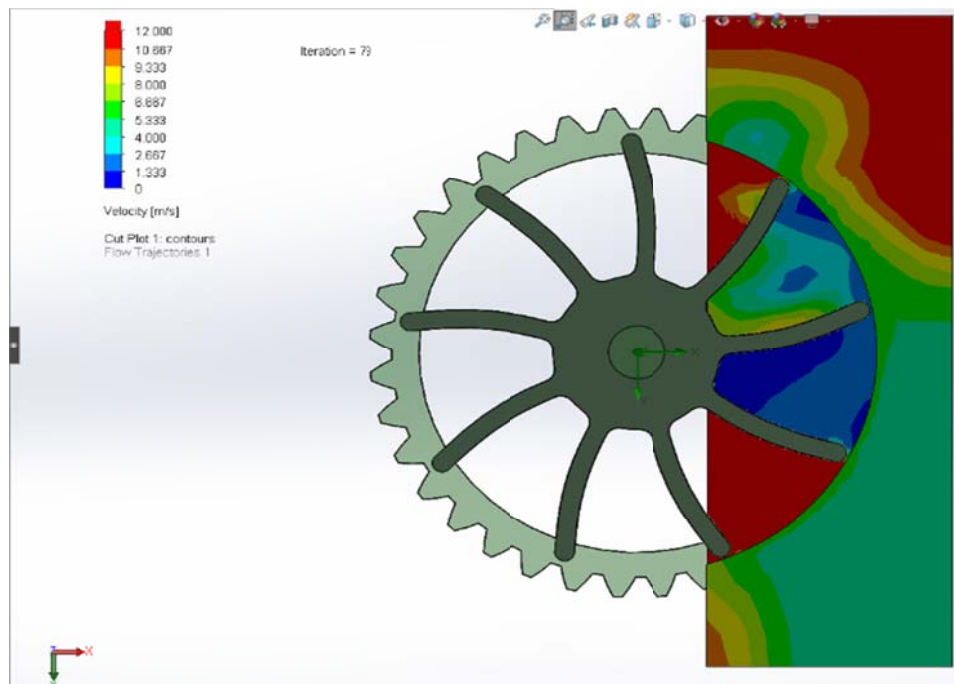 12.000
10.667
Iteration = 79
9.333
8.000
6.667
5.333
4.000
2.667
1.333
0
Velocity [m/s]
Cut Plot 1: contours
Flow Trajectories 1
X
X